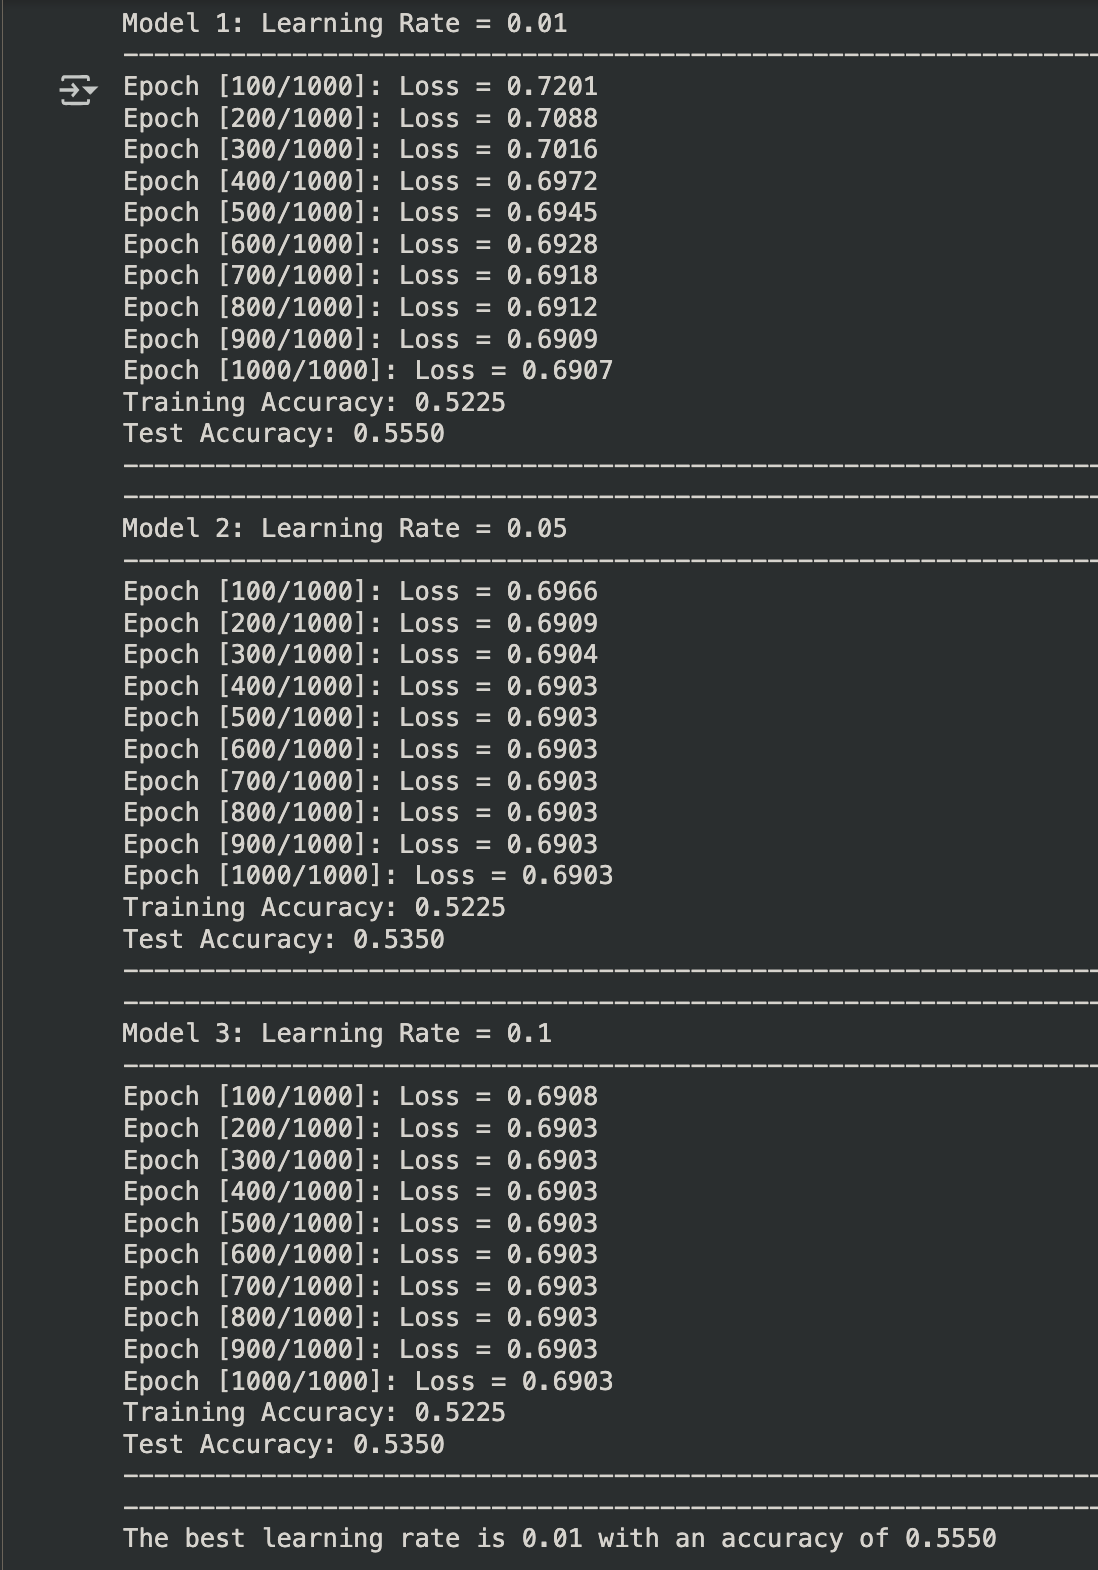 Model 1: Learning Rate = 0.01
------------------------------------------------------------------
Epoch [100/1000]: Loss = 0.7201
Epoch [200/1000]: Loss = 0.7088
Epoch [300/1000]: Loss = 0.7016
Epoch [400/1000]: Loss = 0.6972
Epoch [500/1000]: Loss = 0.6945
Epoch [600/1000]: Loss = 0.6928
Epoch [700/1000]: Loss = 0.6918
Epoch [800/1000]: Loss = 0.6912
Epoch [900/1000]: Loss = 0.6909
Epoch [1000/1000]: Loss = 0.6907
Training Accuracy: 0.5225
Test Accuracy: 0.5550
------------------------------------------------------------------
------------------------------------------------------------------
Model 2: Learning Rate = 0.05
------------------------------------------------------------------
Epoch [100/1000]: Loss = 0.6966
Epoch [200/1000]: Loss = 0.6909
Epoch [300/1000]: Loss = 0.6904
Epoch [400/1000]: Loss = 0.6903
Epoch [500/1000]: Loss = 0.6903
Epoch [600/1000]: Loss = 0.6903
Epoch [700/1000]: Loss = 0.6903
Epoch [800/1000]: Loss = 0.6903
Epoch [900/1000]: Loss = 0.6903
Epoch [1000/1000]: Loss = 0.6903
Training Accuracy: 0.5225
Test Accuracy: 0.5350
------------------------------------------------------------------
------------------------------------------------------------------
Model 3: Learning Rate = 0.1
------------------------------------------------------------------
Epoch [100/1000]: Loss = 0.6908
Epoch [200/1000]: Loss = 0.6903
Epoch [300/1000]: Loss = 0.6903
Epoch [400/1000]: Loss = 0.6903
Epoch [500/1000]: Loss = 0.6903
Epoch [600/1000]: Loss = 0.6903
Epoch [700/1000]: Loss = 0.6903
Epoch [800/1000]: Loss = 0.6903
Epoch [900/1000]: Loss = 0.6903
Epoch [1000/1000]: Loss = 0.6903
Training Accuracy: 0.5225
Test Accuracy: 0.5350
------------------------------------------------------------------
------------------------------------------------------------------
The best learning rate is 0.01 with an accuracy of 0.5550